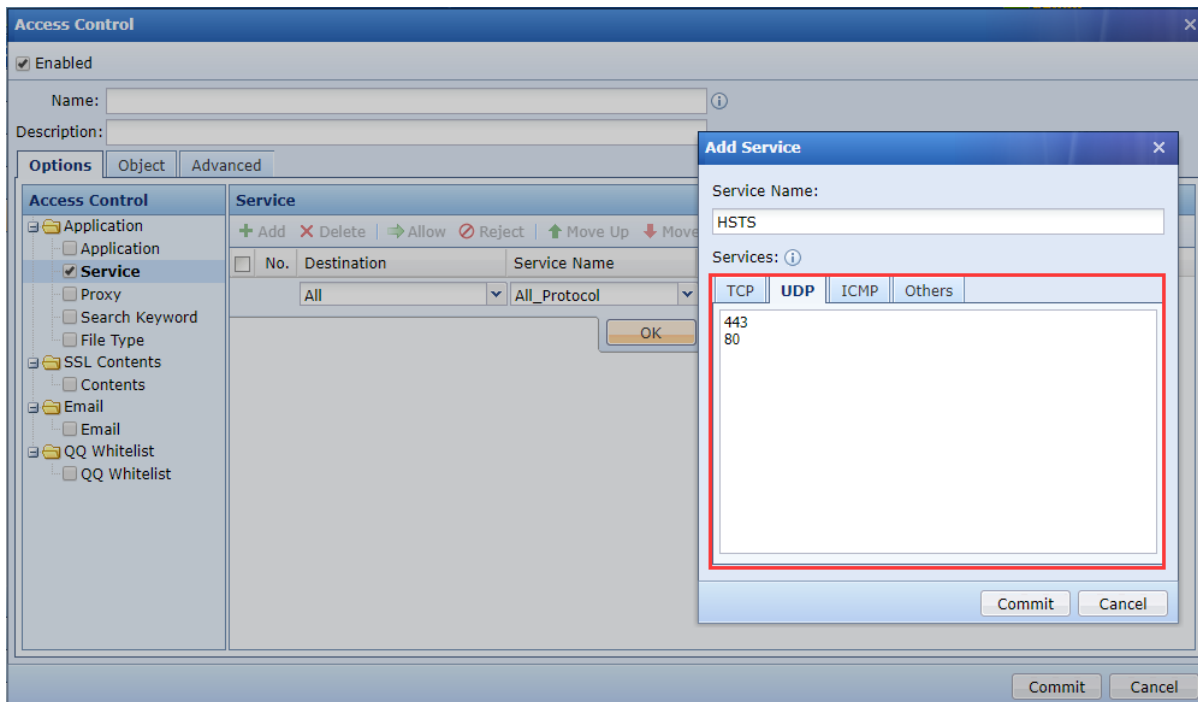 Access Control
Enabled
Name:
Description:
Options Object Advanced
Access Control
Application
Application
Service
Proxy
Search Keyword
File Type
SSL Contents
Contents
Email
Email
QQ Whitelist
QQ Whitelist
Service
Add Delete Allow Reject Move Up Move
No. Destination Service Name
All All_Protocol
OK
Add Service
Service Name:
HSTS
Services:
TCP UDP ICMP Others
443
80
Commit Cancel
Commit Cancel